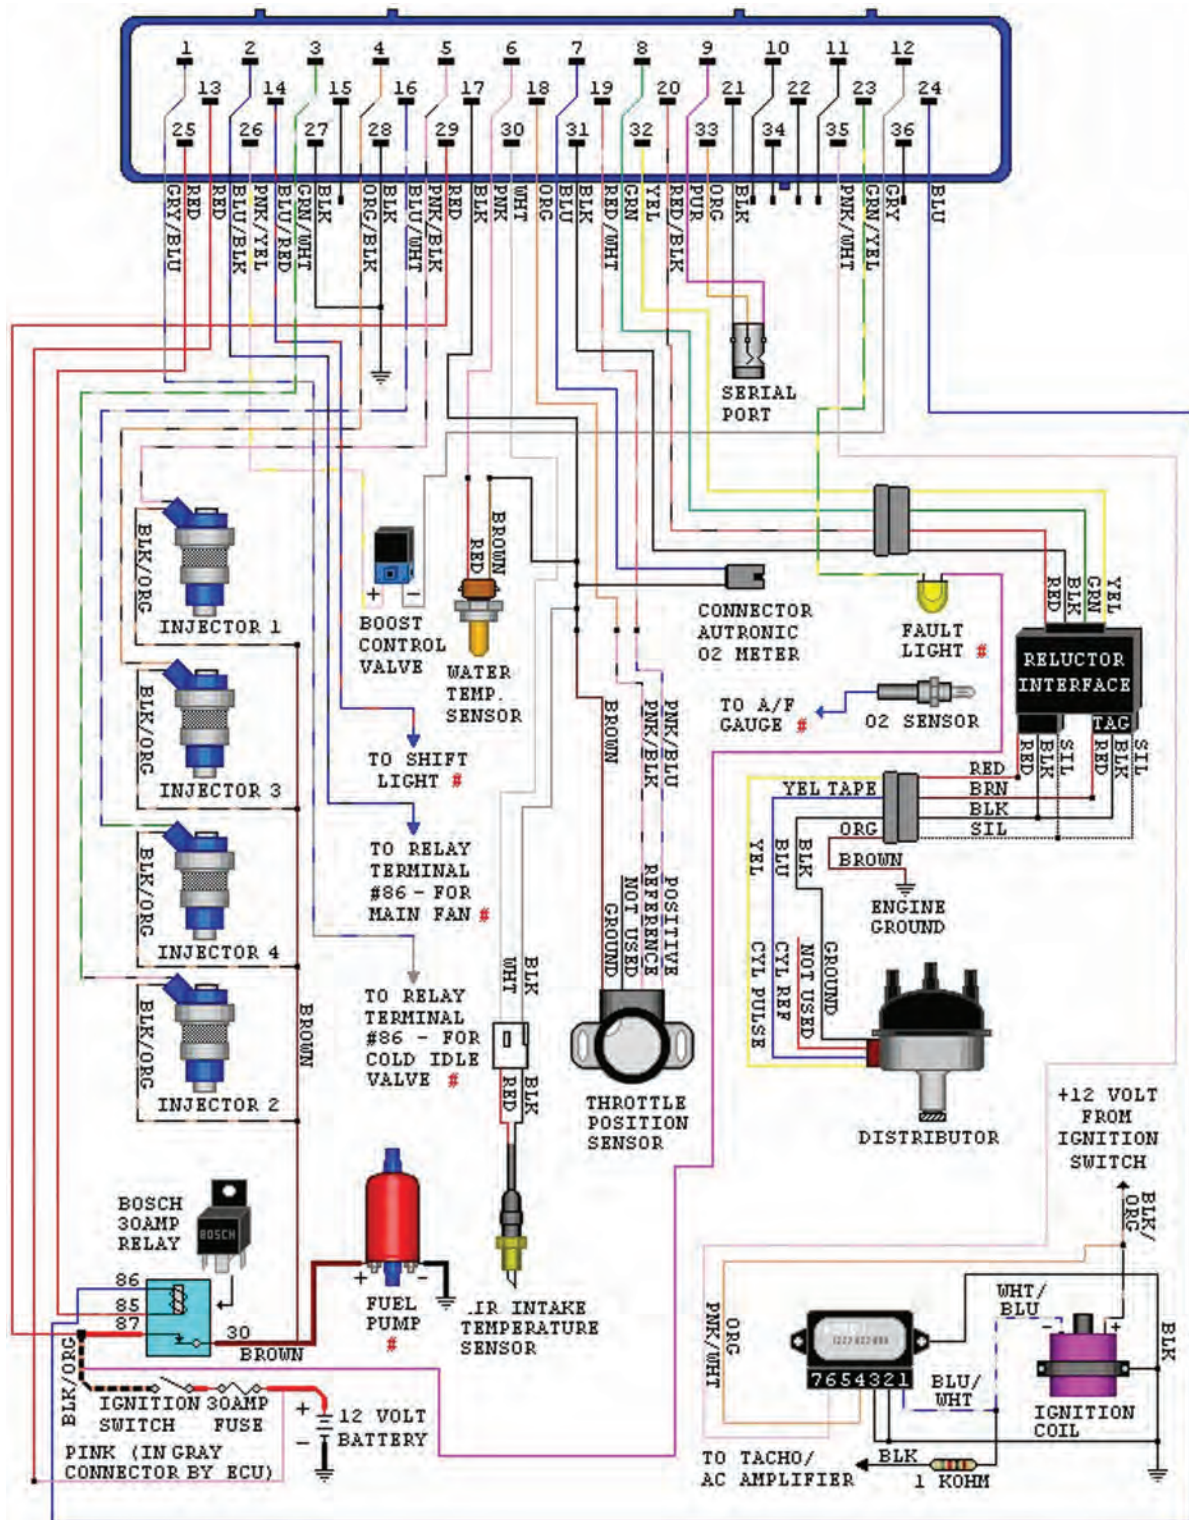 1 2 3 4 5 6 7 8 9 10 11 12
13 14 15 16 17 18 19 20 21 22 23 24
25 26 27 28 29 30 31 32 33 34 35 36
GRY/BLU
RED
RED
BLU/BLK
PNK/YEL
BLU/RED
GRN/WHT
BLK
ORG/BLK
BLU/WHT
PNK/BLK
RED
BLK
PNK
WHT
ORG
BLU
BLK
RED/WHT
GRN
YEL
RED/BLK
PUR
ORG
BLK
PNK/WHT
GRN/YEL
GRY
BLU
SERIAL
PORT
BLK/ORG
INJECTOR 1
BLK/ORG
INJECTOR 3
BLK/ORG
INJECTOR 4
BLK/ORG
INJECTOR 2
BROWN
+ -
BOOST
CONTROL
VALVE
RED
BROWN
WATER
TEMP.
SENSOR
CONNECTOR
AUTRONIC
O2 METER
FAULT
LIGHT #
RED
BLK
GRN
YEL
RELUCTOR
INTERFACE
TAG
RED
BLK
SIL
RED
BLK
SIL
TO A/F
GAUGE #
O2 SENSOR
TO SHIFT
LIGHT #
TO RELAY
TERMINAL
#86 - FOR
MAIN FAN #
TO RELAY
TERMINAL
#86 - FOR
COLD IDLE
VALVE #
BROWN
PNK/BLK
PNK/BLU
GROUND
NOT USED
REFERENCE
POSITIVE
THROTTLE
POSITION
SENSOR
YEL TAPE
RED
BRN
BLK
SIL
ORG
BROWN
ENGINE
GROUND
YEL
BLU
BLK
CYL PULSE
CYL REF
NOT USED
GROUND
DISTRIBUTOR
WHT
BLK
RED
BLK
.IR INTAKE
TEMPERATURE
SENSOR
BOSCH
30AMP
RELAY
BOSCH
86
85
87
30
BROWN
+ -
FUEL
PUMP
#
BLK/ORG
IGNITION
SWITCH
30AMP
FUSE
+
-
12 VOLT
BATTERY
PINK (IN GRAY
CONNECTOR BY ECU)
+12 VOLT
FROM
IGNITION
SWITCH
BLK/
ORG
PNK/WHT
ORG
WHT/
BLU
- +
BLK
7654321
BLU/
WHT
IGNITION
COIL
TO TACHO/
AC AMPLIFIER
BLK
1 KOHM